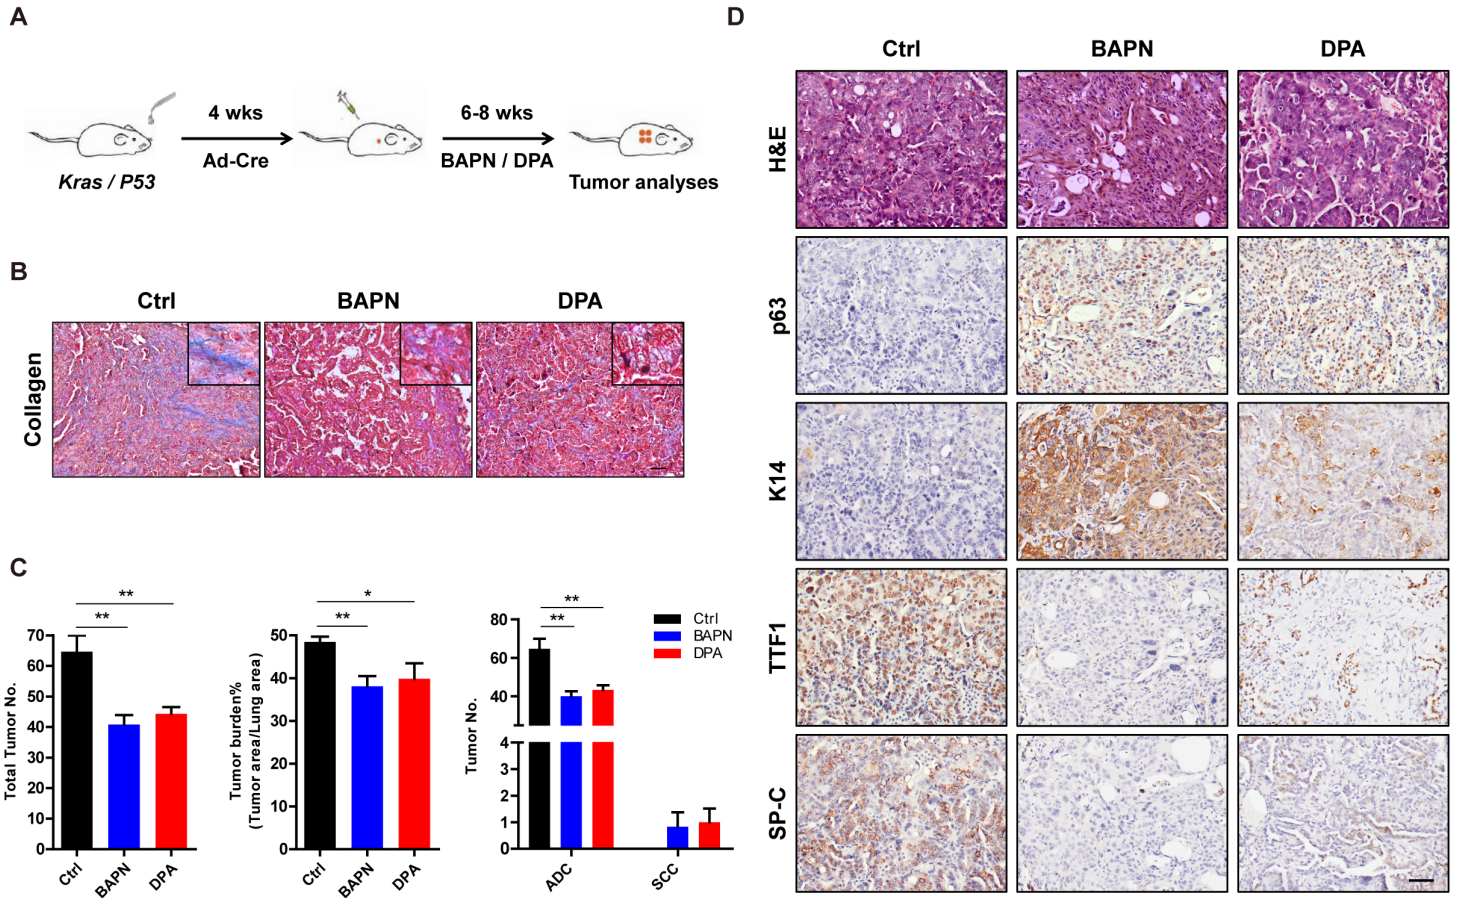 A
4 wks
Ad-Cre
6-8 wks
BAPN / DPA
Kras / P53
Tumor analyses
B
Ctrl
BAPN
DPA
Collagen
C
**
**
Total Tumor No.
70
60
50
40
30
20
10
0
Ctrl
BAPN
DPA
*
**
Tumor burden%
(Tumor area/Lung area)
50
40
30
20
10
0
Ctrl
BAPN
DPA
**
**
Tumor No.
80
60
40
4
3
2
1
0
ADC
SCC
Ctrl
BAPN
DPA
D
Ctrl
BAPN
DPA
H&E
p63
K14
TTF1
SP-C